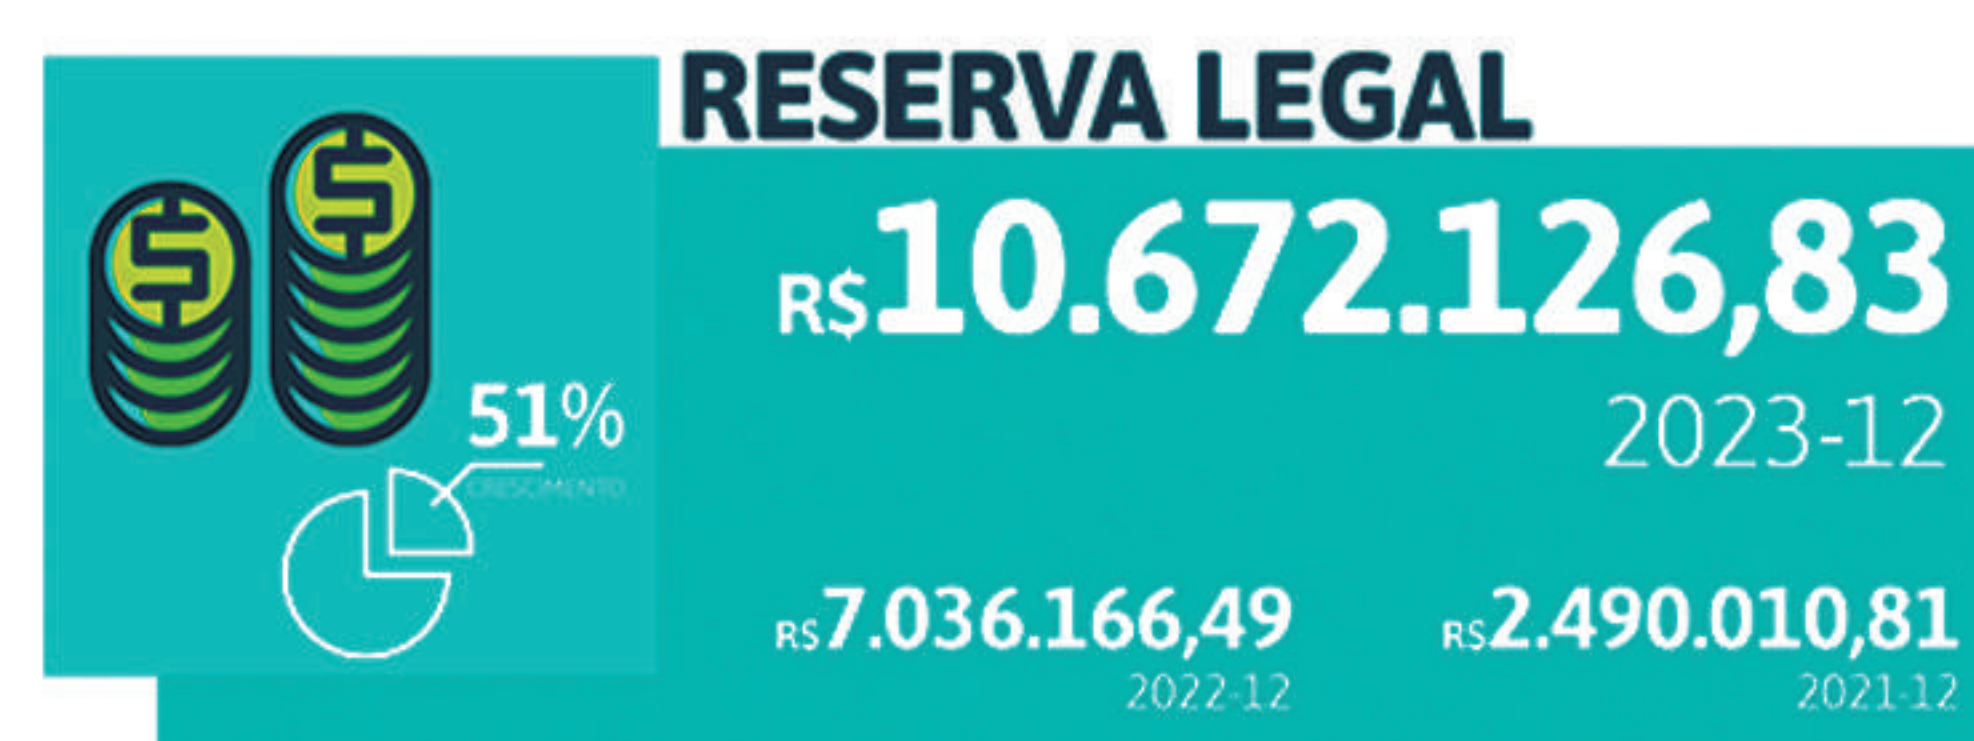 RESERVA LEGAL
R$10.672.126,83
2023-12
51%
CRESCIMENTO
R$7.036.166,49
2022-12
R$2.490.010,81
2021-12